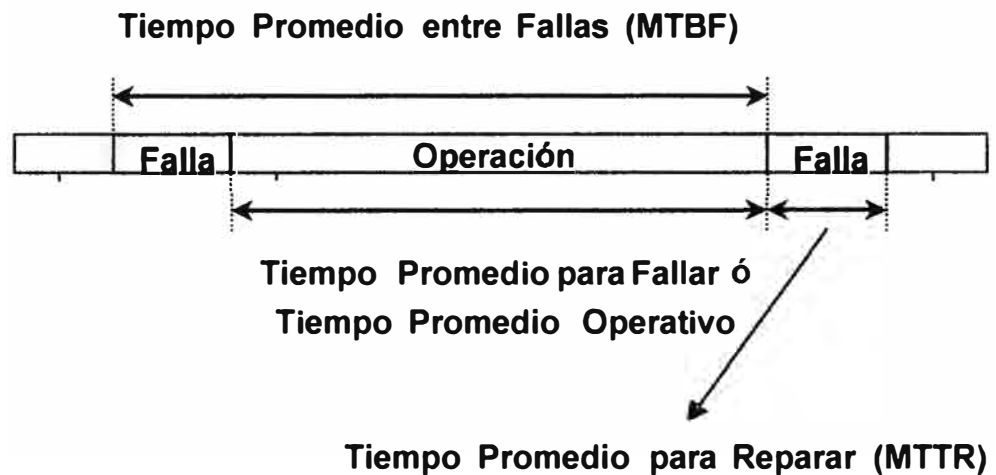 Tiempo Promedio entre Fallas (MTBF)
Falla Operación Falla
Tiempo Promedio para Fallar ó
Tiempo Promedio Operativo
Tiempo Promedio para Reparar (MTTR)